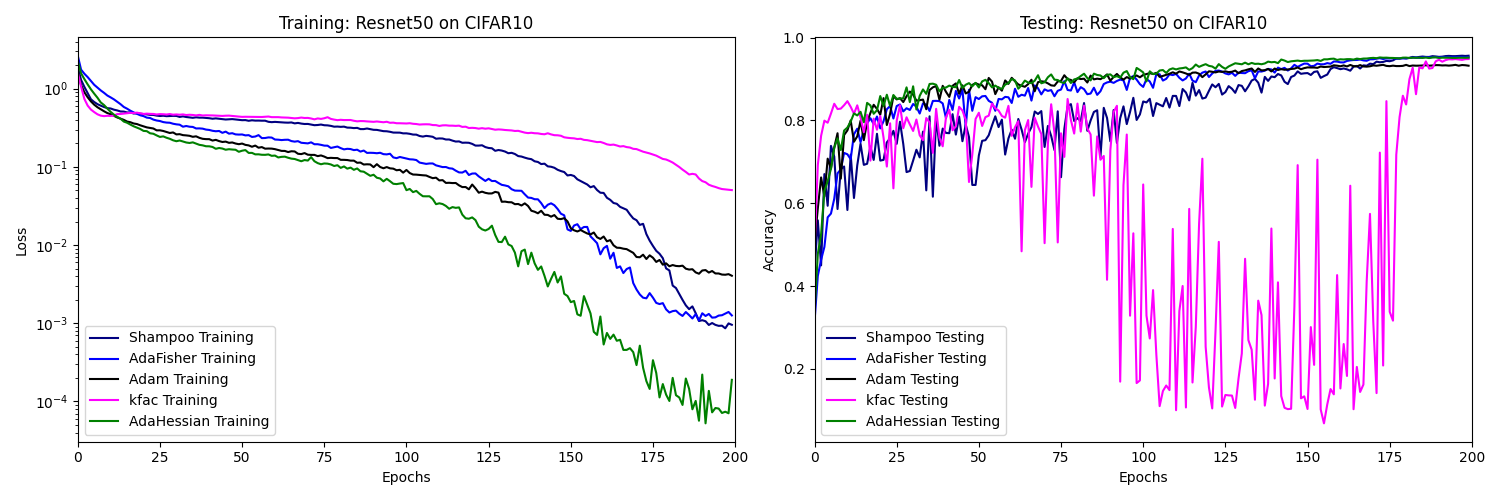 Training: Resnet50 on CIFAR10
10⁰
10⁻¹
10⁻²
10⁻³
10⁻⁴
Loss
Shampoo Training
AdaFisher Training
Adam Training
kfac Training
AdaHessian Training
0 25 50 75 100 125 150 175 200
Epochs
Testing: Resnet50 on CIFAR10
1.0
0.8
0.6
0.4
0.2
Accuracy
Shampoo Testing
AdaFisher Testing
Adam Testing
kfac Testing
AdaHessian Testing
0 25 50 75 100 125 150 175 200
Epochs